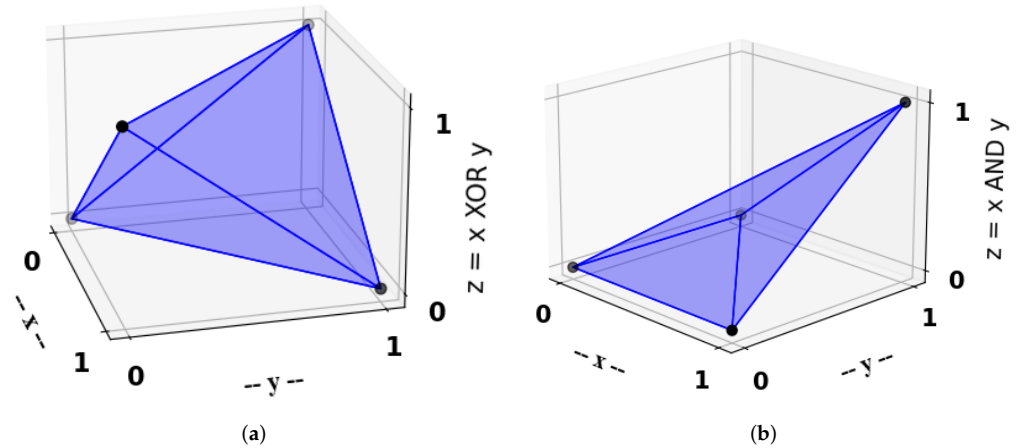 1
z = x XOR y
0
0
-- x --
1
0
-- y --
1
(a)
1
z = x AND y
0
0
-- x --
1
0
-- y --
1
(b)